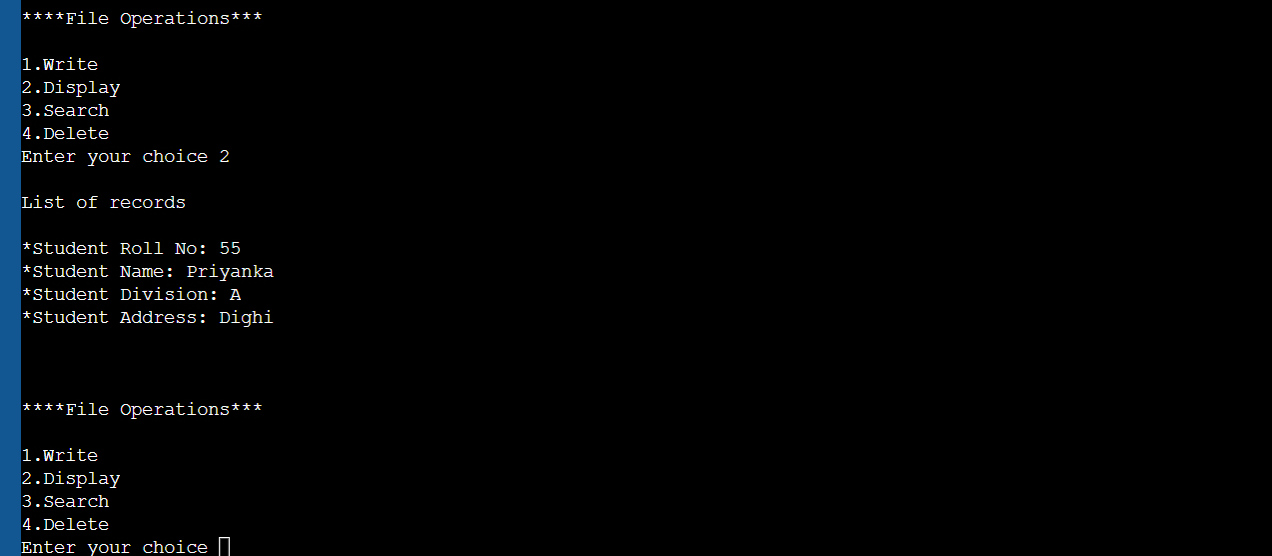 ****File Operations***
1.Write
2.Display
3.Search
4.Delete
Enter your choice 2
List of records
*Student Roll No: 55
*Student Name: Priyanka
*Student Division: A
*Student Address: Dighi
****File Operations***
1.Write
2.Display
3.Search
4.Delete
Enter your choice